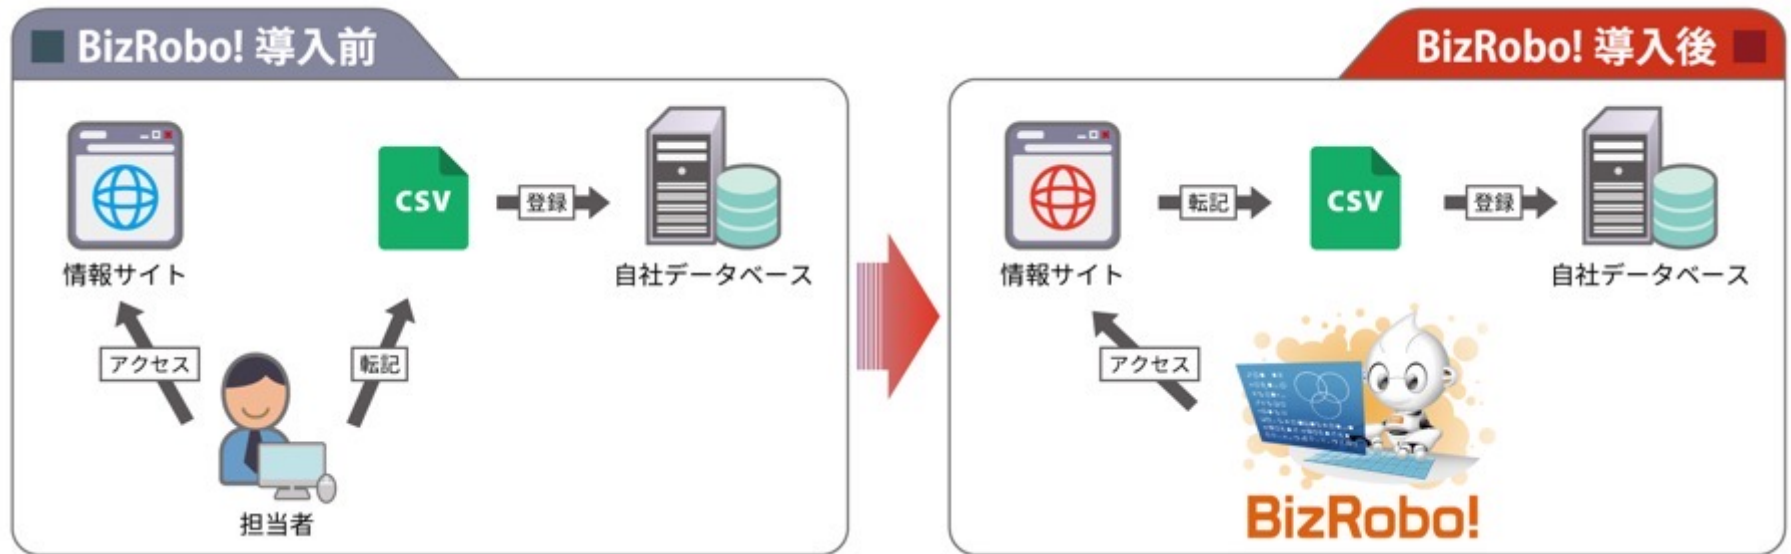 BizRobo! 導入前
CSV
登録
情報サイト
自社データベース
アクセス
転記
担当者
BizRobo! 導入後
転記
CSV
登録
情報サイト
自社データベース
アクセス
BizRobo!